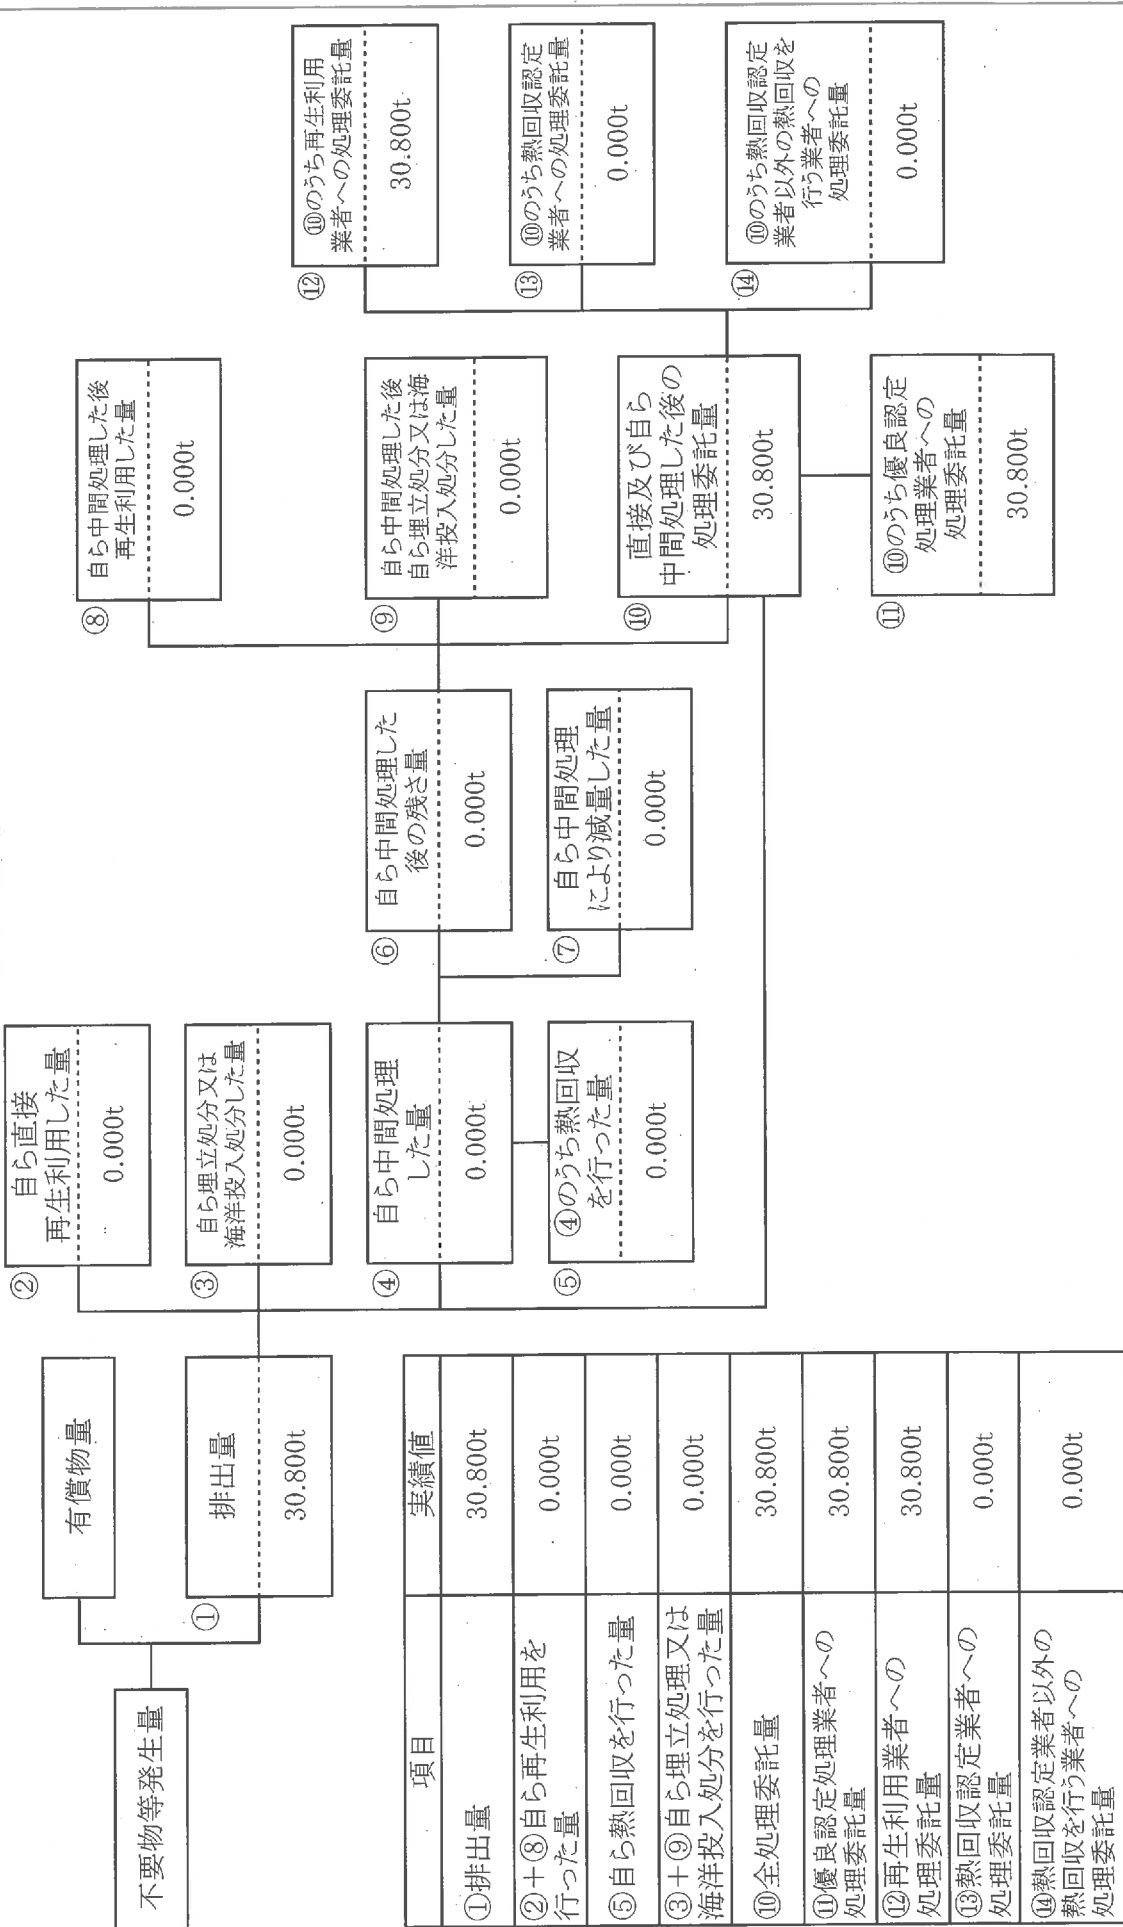 不要物等発生量
有償物量
①
排出量
30.800t
②
自ら直接
再生利用した量
0.000t
③
自ら埋立処分又は
海洋投入処分した量
0.000t
④
自ら中間処理
した量
0.000t
⑤
④のうち熱回収
を行った量
0.000t
⑥
自ら中間処理した
後の残さ量
0.000t
⑦
自ら中間処理
により減量した量
0.000t
⑧
自ら中間処理した後
再生利用した量
0.000t
⑨
自ら中間処理した後
自ら埋立処分又は海
洋投入処分した量
0.000t
⑩
直接及び自ら
中間処理した後の
処理委託量
30.800t
⑪
⑩のうち優良認定
処理業者への
処理委託量
30.800t
⑫
⑩のうち再生利用
業者への処理委託量
30.800t
⑬
⑩のうち熱回収認定
業者への処理委託量
0.000t
⑭
⑩のうち熱回収認定
業者以外の熱回収を
行う業者への
処理委託量
0.000t
項目 実績値
①排出量 30.800t
②＋⑧自ら再生利用を
行った量 0.000t
⑤自ら熱回収を行った量 0.000t
③＋⑨自ら埋立処理又は
海洋投入処分を行った量 0.000t
⑩全処理委託量 30.800t
⑪優良認定処理業者への
処理委託量 30.800t
⑫再生利用業者への
処理委託量 30.800t
⑬熱回収認定業者への
処理委託量 0.000t
⑭熱回収認定業者以外の
熱回収を行う業者への
処理委託量 0.000t